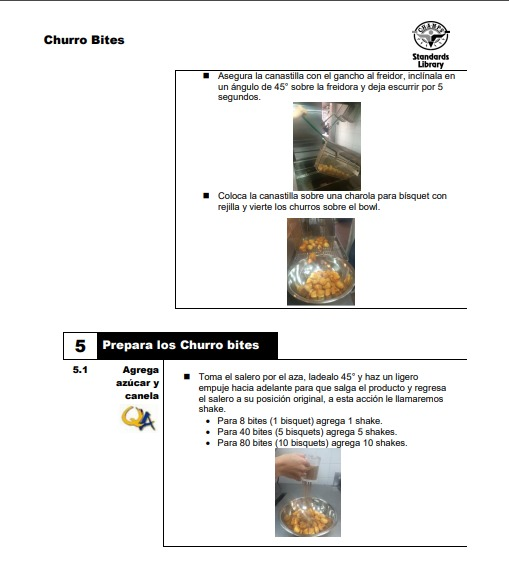 Churro Bites
CHAMPS
Standards
Library
■ Asegura la canastilla con el gancho al freidor, inclínala en
un ángulo de 45° sobre la freidora y deja escurrir por 5
segundos.
■ Coloca la canastilla sobre una charola para bísquet con
rejilla y vierte los churros sobre el bowl.
5 Prepara los Churro bites
5.1 Agrega
azúcar y
canela
QA
■ Toma el salero por el aza, ladealo 45° y haz un ligero
empuje hacia adelante para que salga el producto y regresa
el salero a su posición original, a esta acción le llamaremos
shake.
• Para 8 bites (1 bisquet) agrega 1 shake.
• Para 40 bites (5 bisquets) agrega 5 shakes.
• Para 80 bites (10 bisquets) agrega 10 shakes.